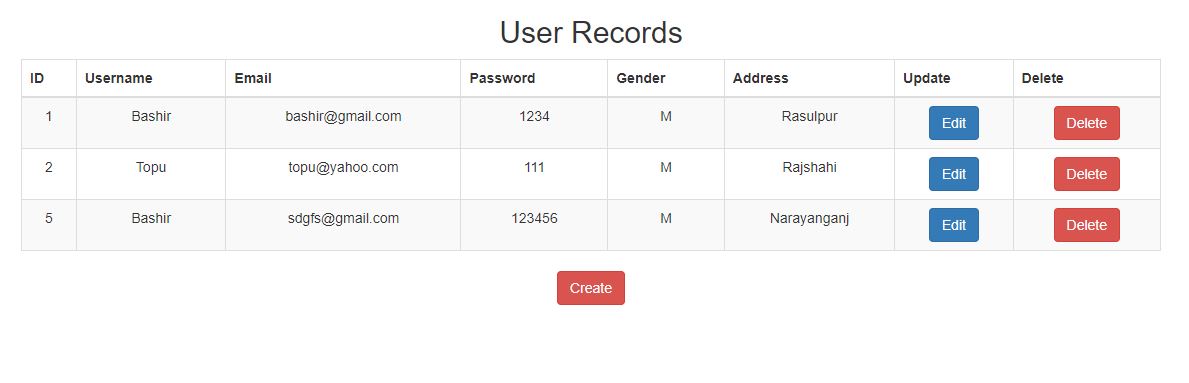 User Records
ID Username Email Password Gender Address Update Delete
1 Bashir bashir@gmail.com 1234 M Rasulpur Edit Delete
2 Topu topu@yahoo.com 111 M Rajshahi Edit Delete
5 Bashir sdgfs@gmail.com 123456 M Narayanganj Edit Delete
Create